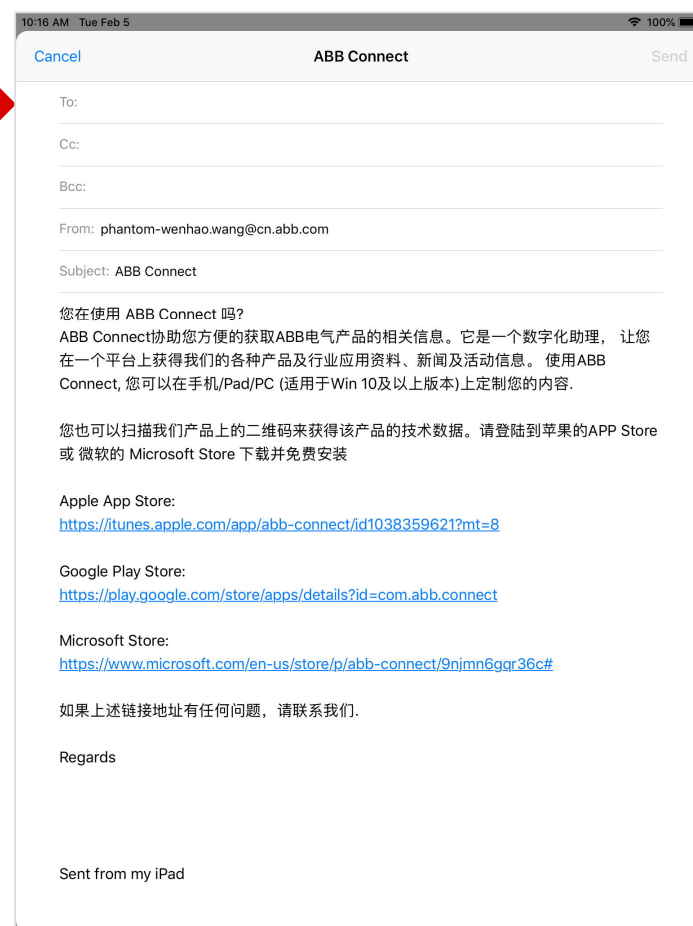 10:16 AM Tue Feb 5 100%
Cancel ABB Connect Send
To:
Cc:
Bcc:
From: phantom-wenhao.wang@cn.abb.com
Subject: ABB Connect
您在使用 ABB Connect 吗?
ABB Connect协助您方便的获取ABB电气产品的相关信息。它是一个数字化助理， 让您
在一个平台上获得我们的各种产品及行业应用资料、新闻及活动信息。 使用ABB
Connect, 您可以在手机/Pad/PC (适用于Win 10及以上版本)上定制您的内容.
您也可以扫描我们产品上的二维码来获得该产品的技术数据。请登陆到苹果的APP Store
或 微软的 Microsoft Store 下载并免费安装
Apple App Store:
https://itunes.apple.com/app/abb-connect/id1038359621?mt=8
Google Play Store:
https://play.google.com/store/apps/details?id=com.abb.connect
Microsoft Store:
https://www.microsoft.com/en-us/store/p/abb-connect/9njmn6gqr36c#
如果上述链接地址有任何问题，请联系我们.
Regards
Sent from my iPad